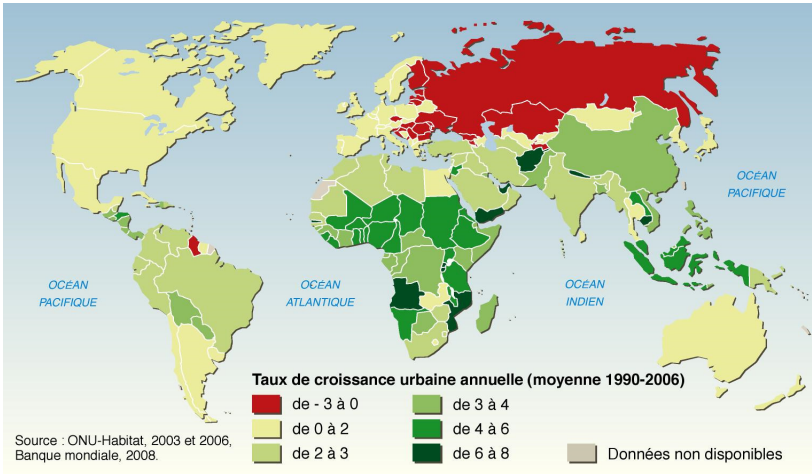 OCÉAN
PACIFIQUE
OCÉAN
PACIFIQUE
OCÉAN
ATLANTIQUE
OCÉAN
INDIEN
Taux de croissance urbaine annuelle (moyenne 1990-2006)
de - 3 à 0
de 3 à 4
de 0 à 2
de 4 à 6
de 2 à 3
de 6 à 8
Données non disponibles
Source : ONU-Habitat, 2003 et 2006,
Banque mondiale, 2008.